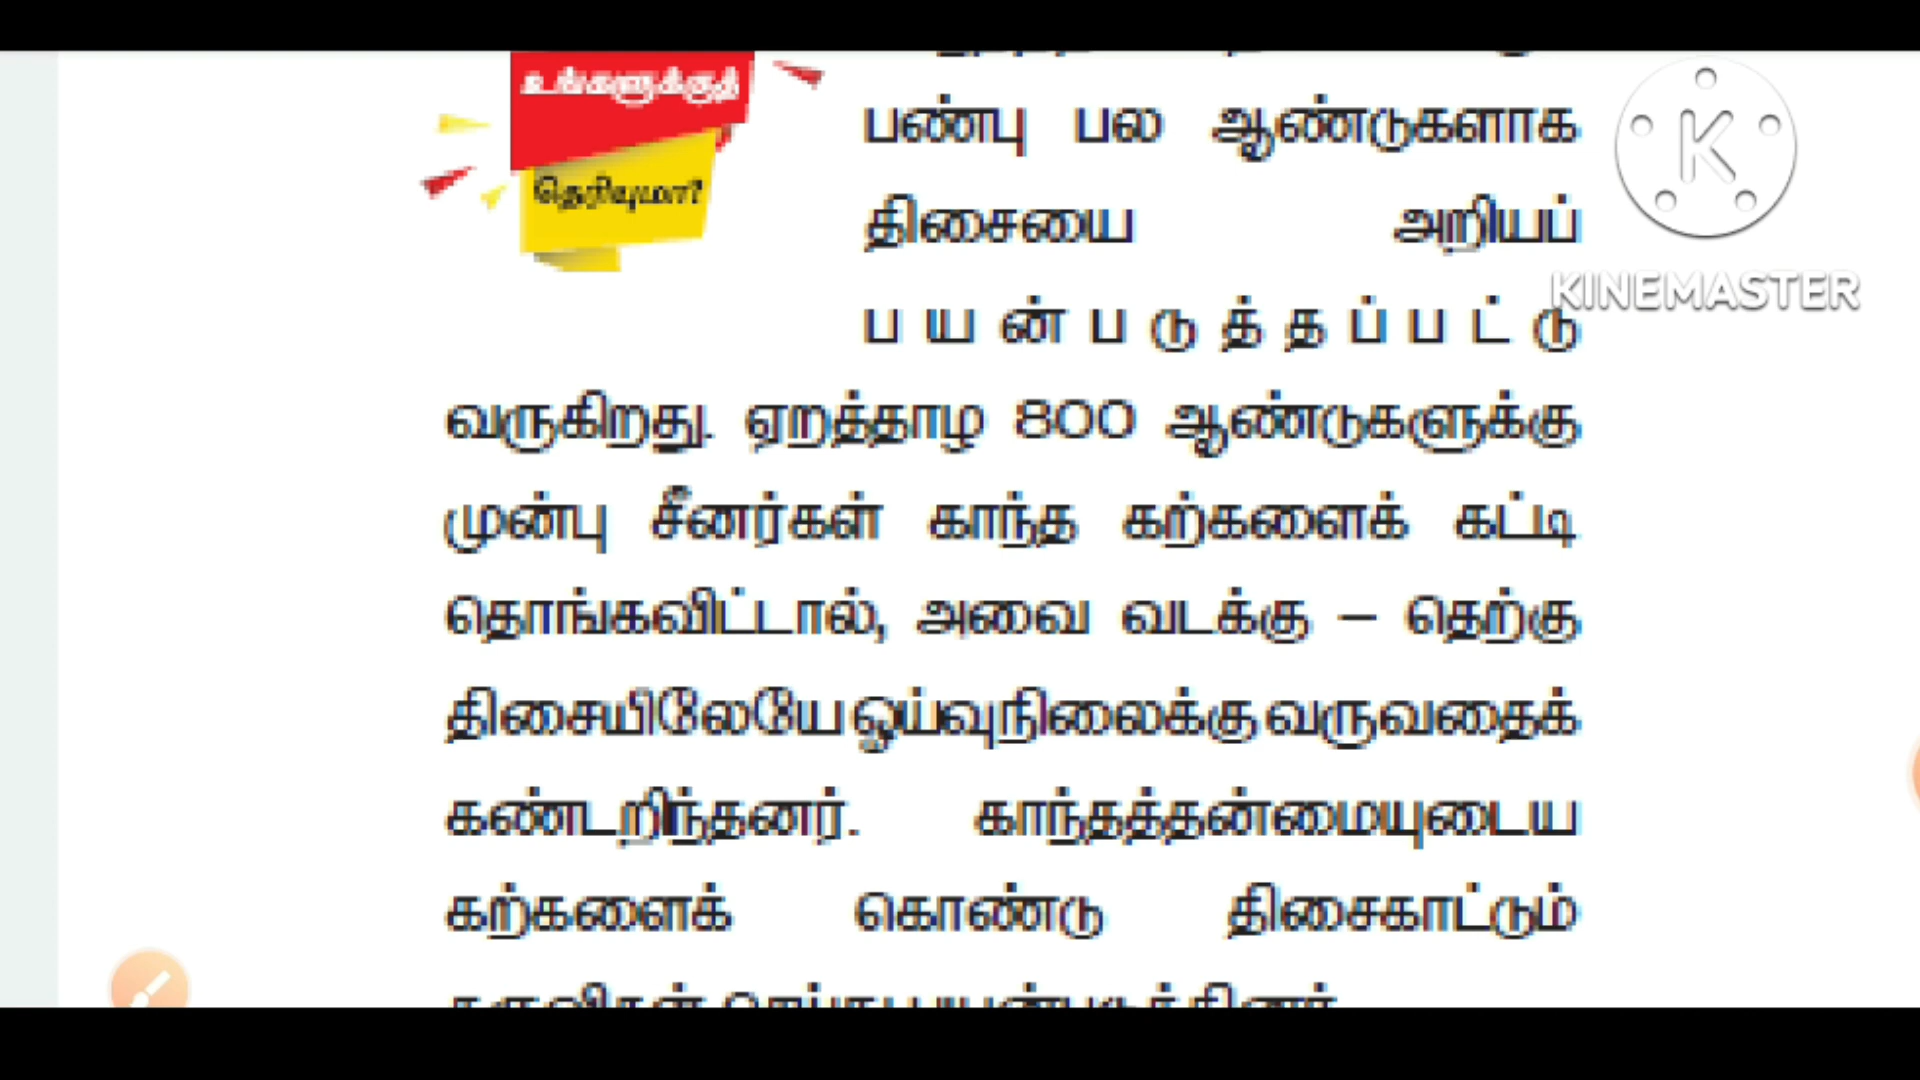 உங்களுக்குத்
தெரியுமா?
பண்பு பல ஆண்டுகளாக
திசையை அறியப்
பயன்படுத்தப்பட்டு
வருகிறது. ஏறத்தாழ 800 ஆண்டுகளுக்கு
முன்பு சீனர்கள் காந்த கற்களைக் கட்டி
தொங்கவிட்டால், அவை வடக்கு – தெற்கு
திசையிலேயே ஓய்வுநிலைக்கு வருவதைக்
கண்டறிந்தனர். காந்தத்தன்மையுடைய
கற்களைக் கொண்டு திசைகாட்டும்
K
KINEMASTER